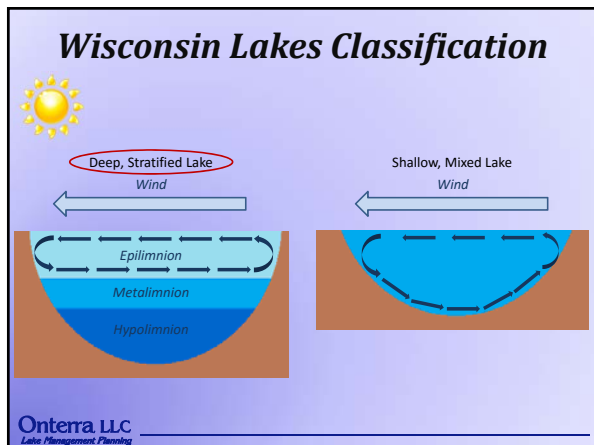 Wisconsin Lakes Classification
Deep, Stratified Lake
Wind
Epilimnion
Metalimnion
Hypolimnion
Shallow, Mixed Lake
Wind
Onterra LLC
Lake Management Planning